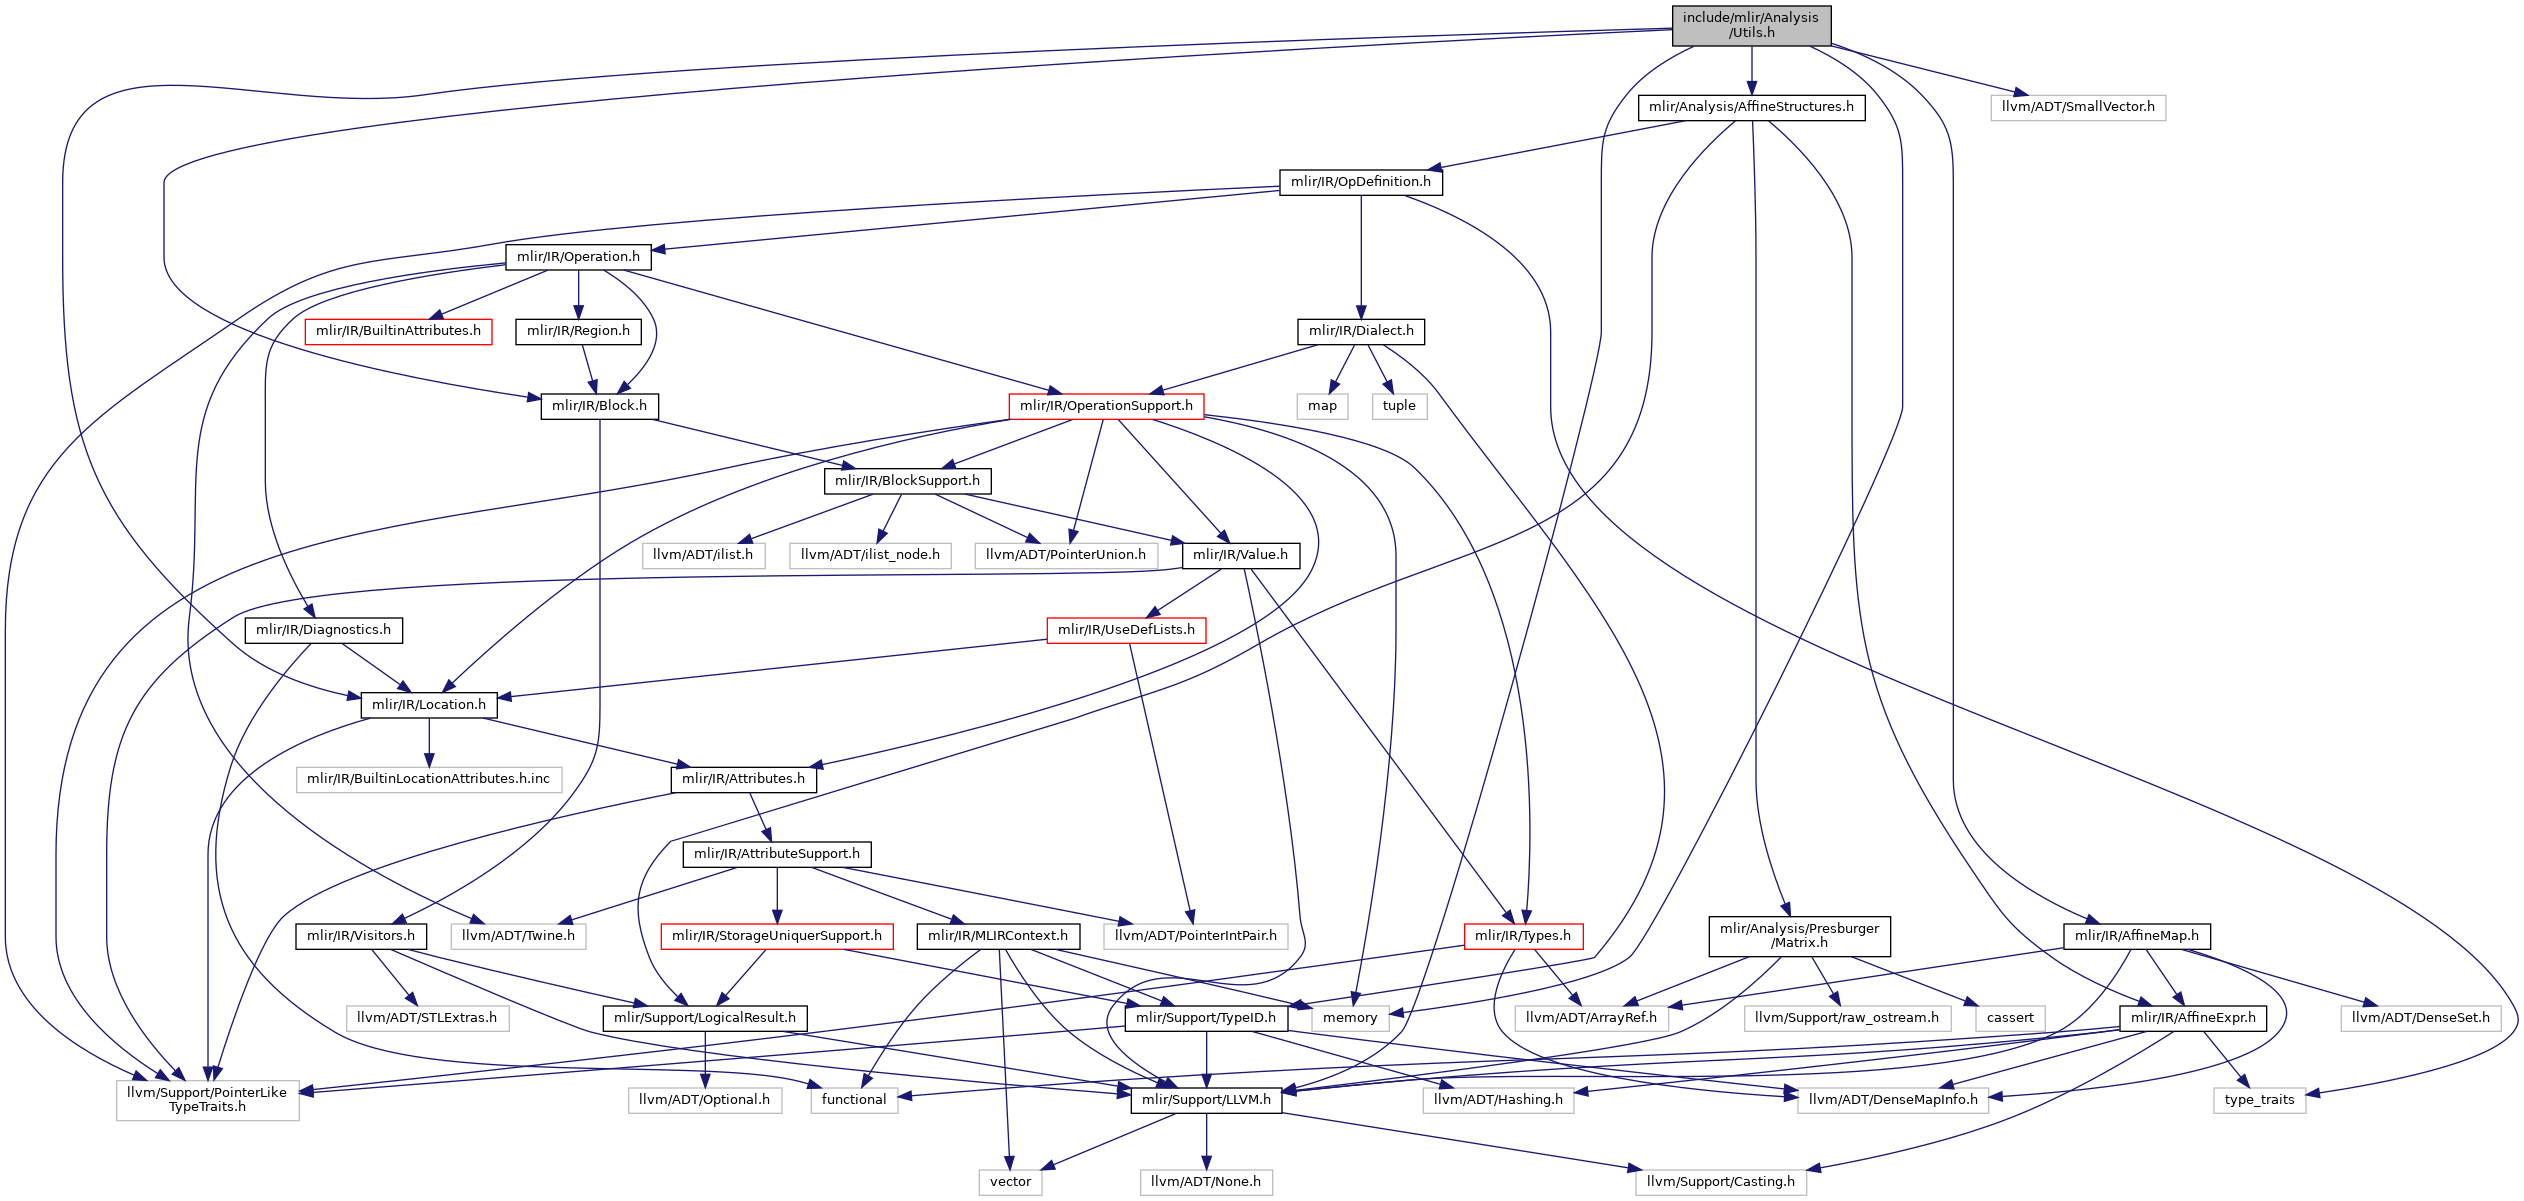 include/mlir/Analysis
/Utils.h
mlir/Analysis/AffineStructures.h
llvm/ADT/SmallVector.h
mlir/IR/OpDefinition.h
mlir/IR/Operation.h
mlir/IR/BuiltinAttributes.h
mlir/IR/Region.h
mlir/IR/Dialect.h
mlir/IR/Block.h
mlir/IR/OperationSupport.h
map
tuple
mlir/IR/BlockSupport.h
llvm/ADT/ilist.h
llvm/ADT/ilist_node.h
llvm/ADT/PointerUnion.h
mlir/IR/Value.h
mlir/IR/Diagnostics.h
mlir/IR/UseDefLists.h
mlir/IR/Location.h
mlir/IR/BuiltinLocationAttributes.h.inc
mlir/IR/Attributes.h
mlir/IR/AttributeSupport.h
mlir/IR/Visitors.h
llvm/ADT/Twine.h
mlir/IR/StorageUniquerSupport.h
mlir/IR/MLIRContext.h
llvm/ADT/PointerIntPair.h
mlir/IR/Types.h
mlir/Analysis/Presburger
/Matrix.h
mlir/IR/AffineMap.h
llvm/ADT/STLExtras.h
mlir/Support/LogicalResult.h
mlir/Support/TypeID.h
memory
llvm/ADT/ArrayRef.h
llvm/Support/raw_ostream.h
cassert
mlir/IR/AffineExpr.h
llvm/ADT/DenseSet.h
llvm/Support/PointerLike
TypeTraits.h
llvm/ADT/Optional.h
functional
mlir/Support/LLVM.h
llvm/ADT/Hashing.h
llvm/ADT/DenseMapInfo.h
type_traits
vector
llvm/ADT/None.h
llvm/Support/Casting.h